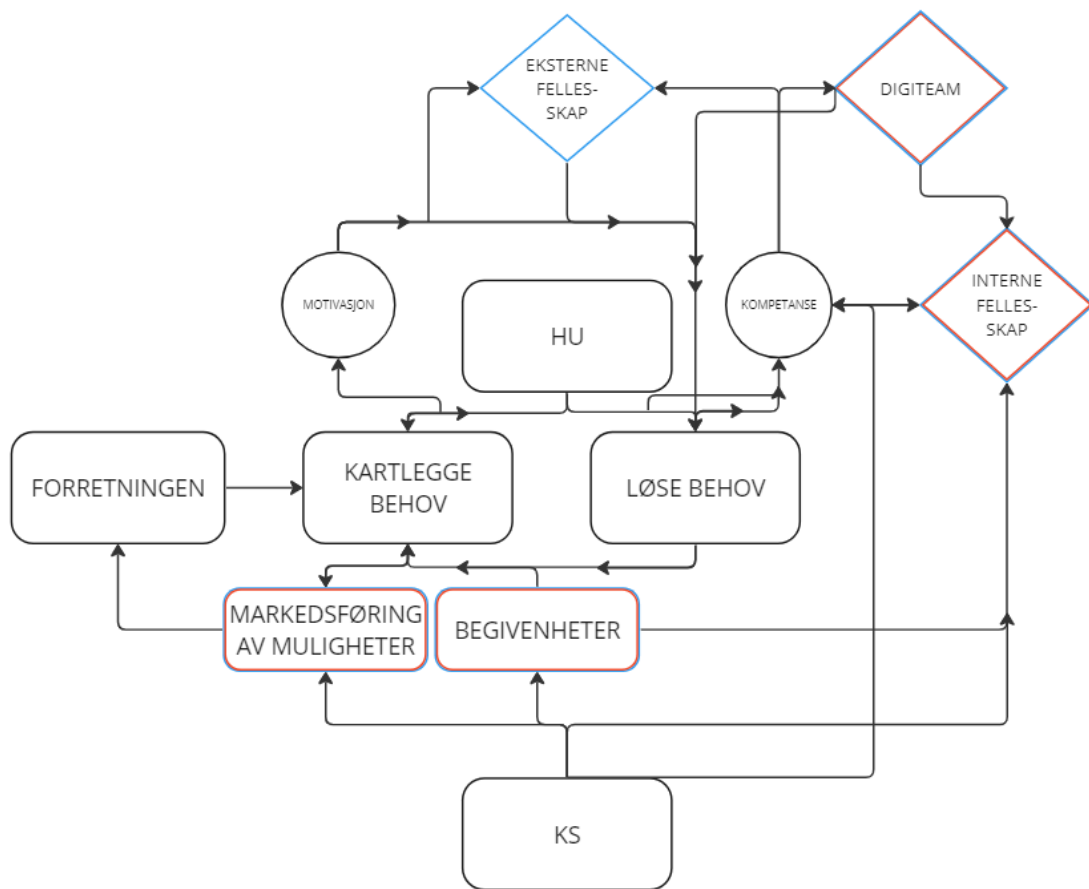 EKSTERNE
FELLES-
SKAP
DIGITEAM
MOTIVASJON
HU
KOMPETANSE
INTERNE
FELLES-
SKAP
FORRETNINGEN
KARTLEGGE
BEHOV
LØSE BEHOV
MARKEDSFØRING
AV MULIGHETER
BEGIVENHETER
KS